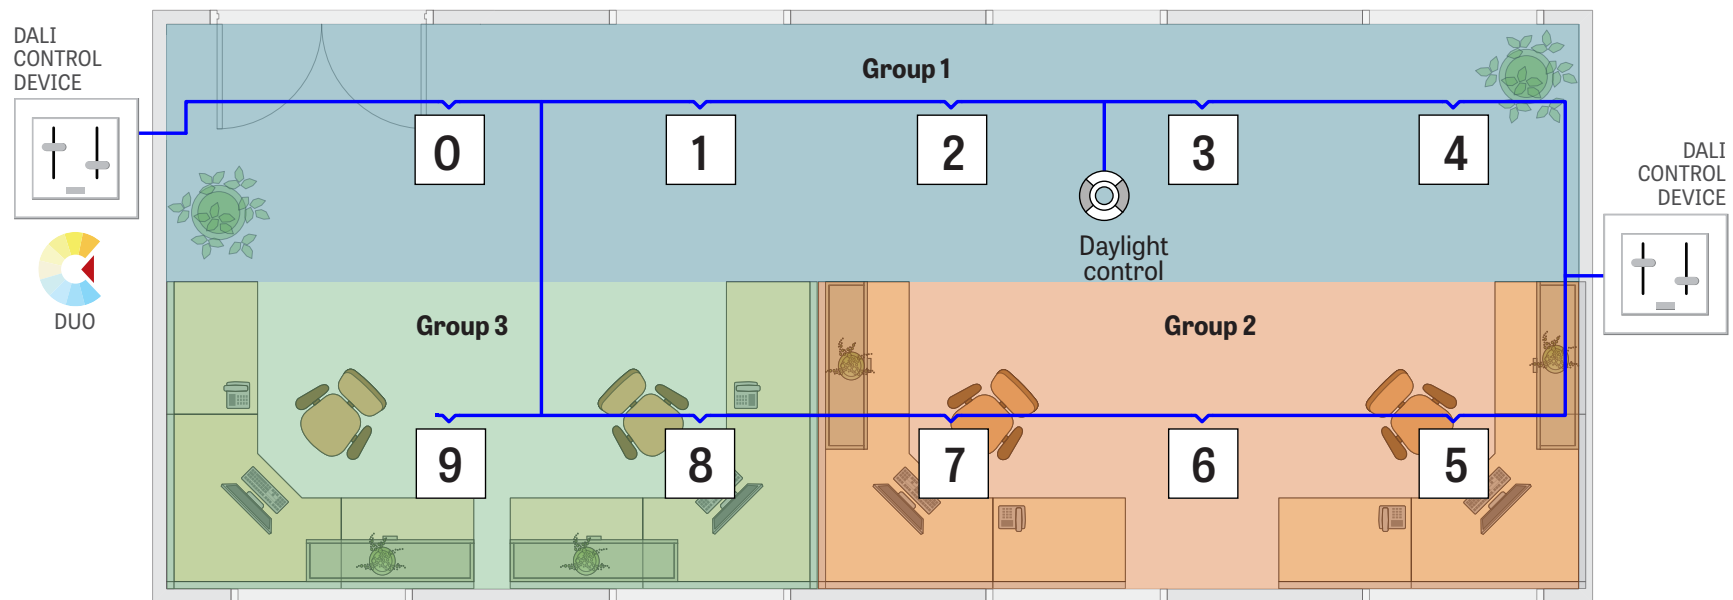 DALI
CONTROL
DEVICE
DUO
Group 1
0
1
2
3
4
Daylight
control
DALI
CONTROL
DEVICE
Group 3
Group 2
9
8
7
6
5